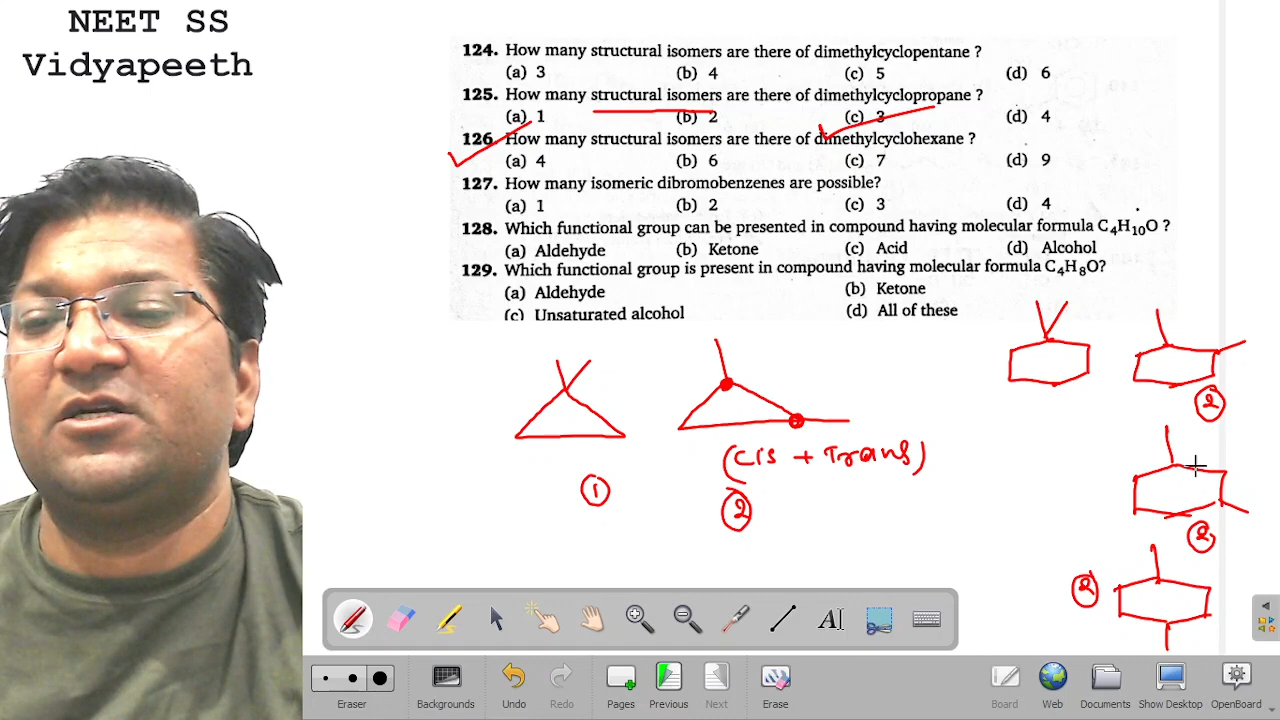 NEET SS
Vidyapeeth
124. How many structural isomers are there of dimethylcyclopentane ?
(a) 3 (b) 4 (c) 5 (d) 6
125. How many structural isomers are there of dimethylcyclopropane ?
(a) 1 (b) 2 (c) 3 (d) 4
126. How many structural isomers are there of dimethylcyclohexane ?
(a) 4 (b) 6 (c) 7 (d) 9
127. How many isomeric dibromobenzenes are possible?
(a) 1 (b) 2 (c) 3 (d) 4
128. Which functional group can be presented in compound having molecular formula C₄H₁₀O ?
(a) Aldehyde (b) Ketone (c) Acid (d) Alcohol
129. Which functional group is present in compound having molecular formula C₄H₈O?
(a) Aldehyde (b) Ketone
(c) Unsaturated alcohol (d) All of these
2
(Cis + Trans)
1 2
2
2
AI
Eraser Backgrounds Undo Redo Pages Previous Next Erase Board Web Documents Show Desktop OpenBoard